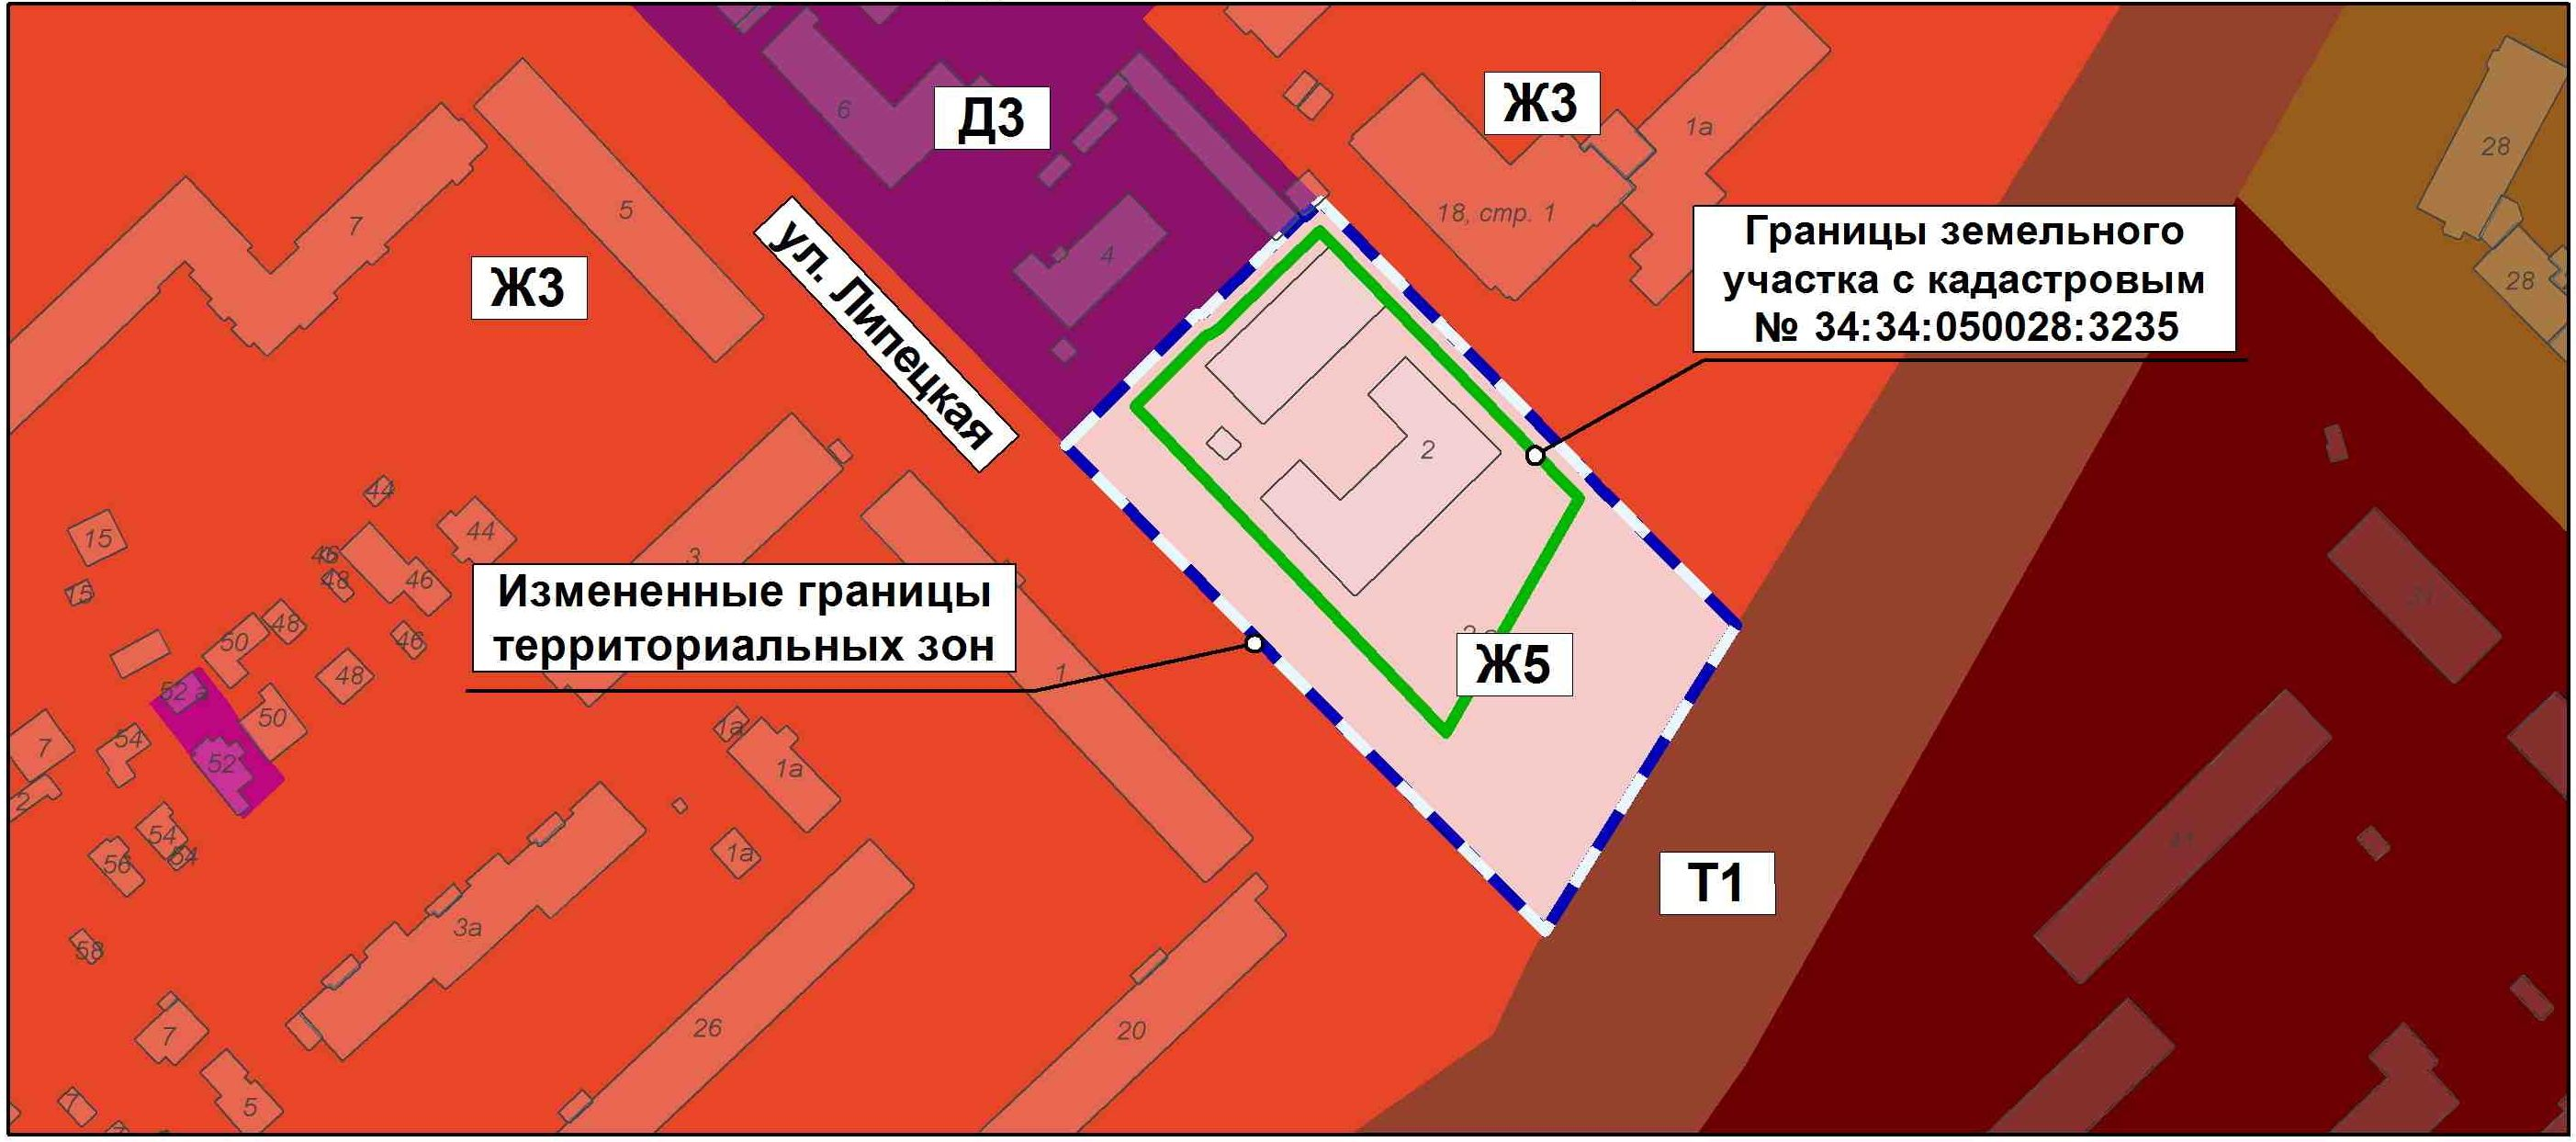 6
Д3
Ж3
1а
28
7
5
18, стр. 1
4
28
ул. Липецкая
Границы земельного
участка с кадастровым
№ 34:34:050028:3235
Ж3
2
44
44
15
46
48
46
15
3
50
48
46
48
Измененные границы
территориальных зон
Ж5
1
52 а
50
54
52
7
1а
1а
2
54
54
56
1а
Т1
58
3а
7
26
20
7
5